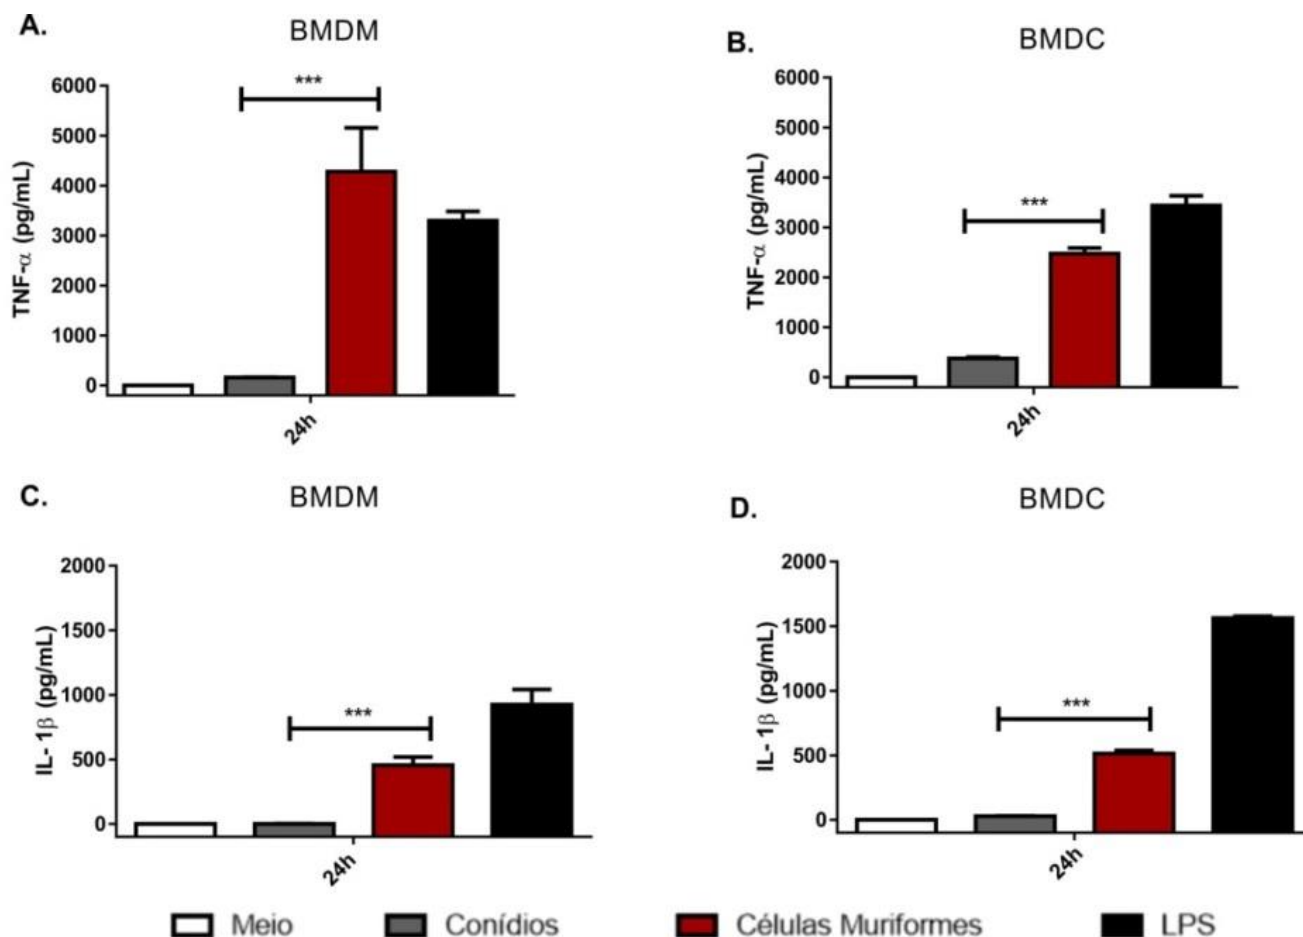 A.
BMDM
TNF-α (pg/mL)
6000
5000
4000
3000
2000
1000
0
***
24h
B.
BMDC
TNF-α (pg/mL)
6000
5000
4000
3000
2000
1000
0
***
24h
C.
BMDM
IL- 1β (pg/mL)
2000
1500
1000
500
0
***
24h
D.
BMDC
IL- 1β (pg/mL)
2000
1500
1000
500
0
***
24h
Meio Conídios Células Muriformes LPS